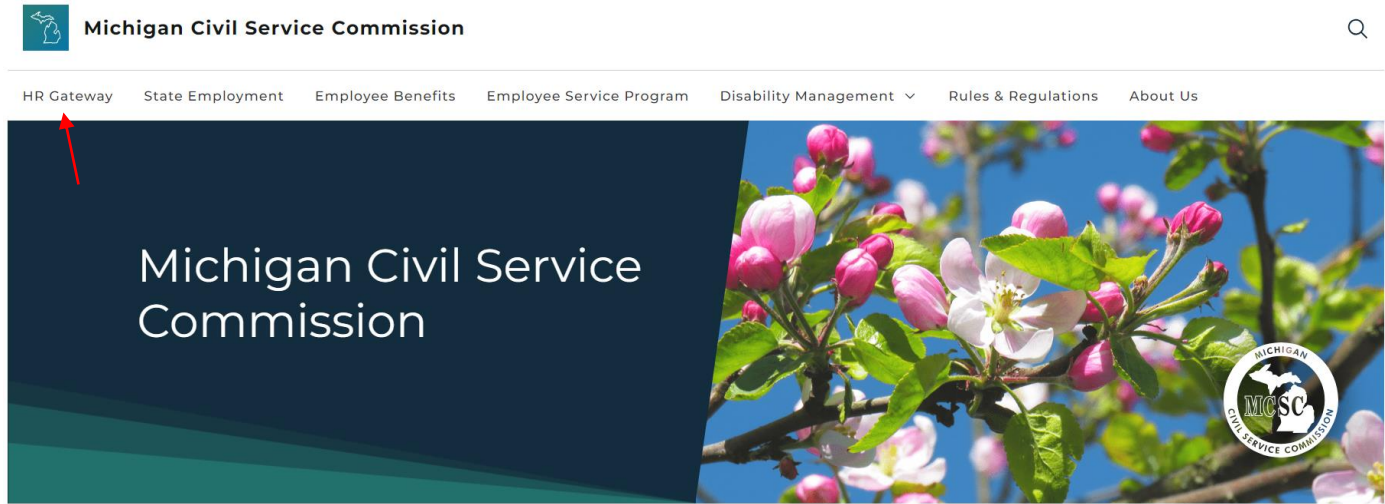 Michigan Civil Service Commission
HR Gateway State Employment Employee Benefits Employee Service Program Disability Management Rules & Regulations About Us
Michigan Civil Service
Commission
MICHIGAN
MCSC
CIVIL SERVICE COMMISSION